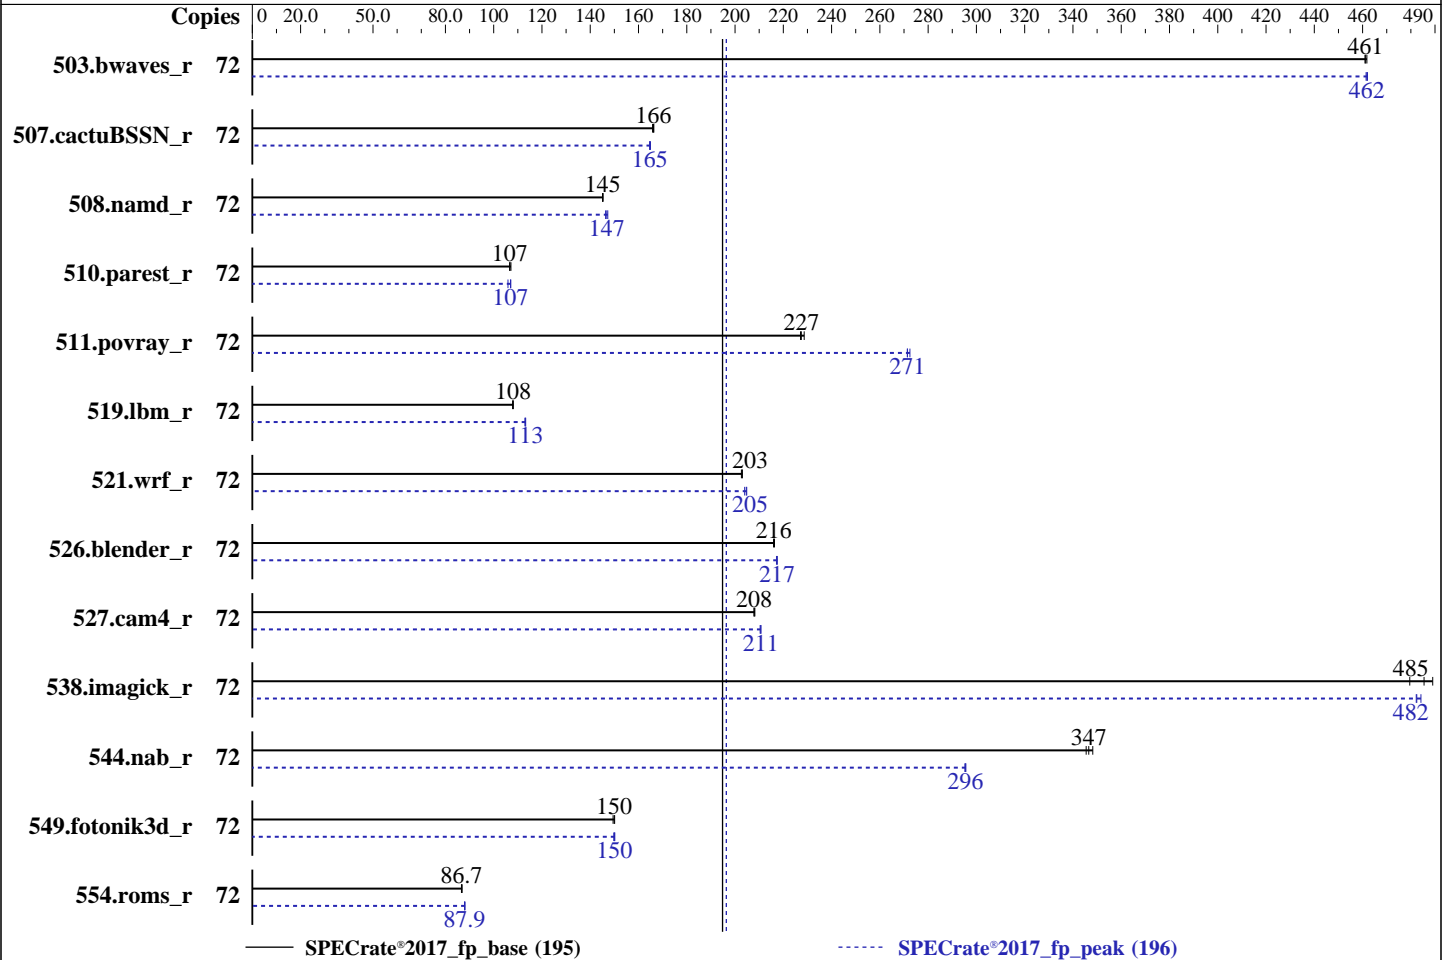 Copies 0 20.0 50.0 80.0 100 120 140 160 180 200 220 240 260 280 300 320 340 360 380 400 420 440 460 490
461
503.bwaves_r 72
462
166
507.cactuBSSN_r 72
165
145
508.namd_r 72
147
107
510.parest_r 72
107
227
511.povray_r 72
271
108
519.lbm_r 72
113
203
521.wrf_r 72
205
216
526.blender_r 72
217
208
527.cam4_r 72
211
485
538.imagick_r 72
482
347
544.nab_r 72
296
150
549.fotonik3d_r 72
150
86.7
554.roms_r 72
87.9
SPECrate®2017_fp_base (195) SPECrate®2017_fp_peak (196)